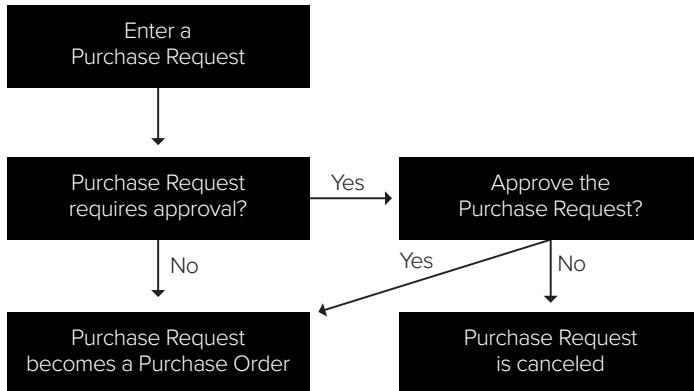 Enter a
Purchase Request
Purchase Request
requires approval?
Yes
Approve the
Purchase Request?
No
Yes
No
Purchase Request
becomes a Purchase Order
Purchase Request
is canceled